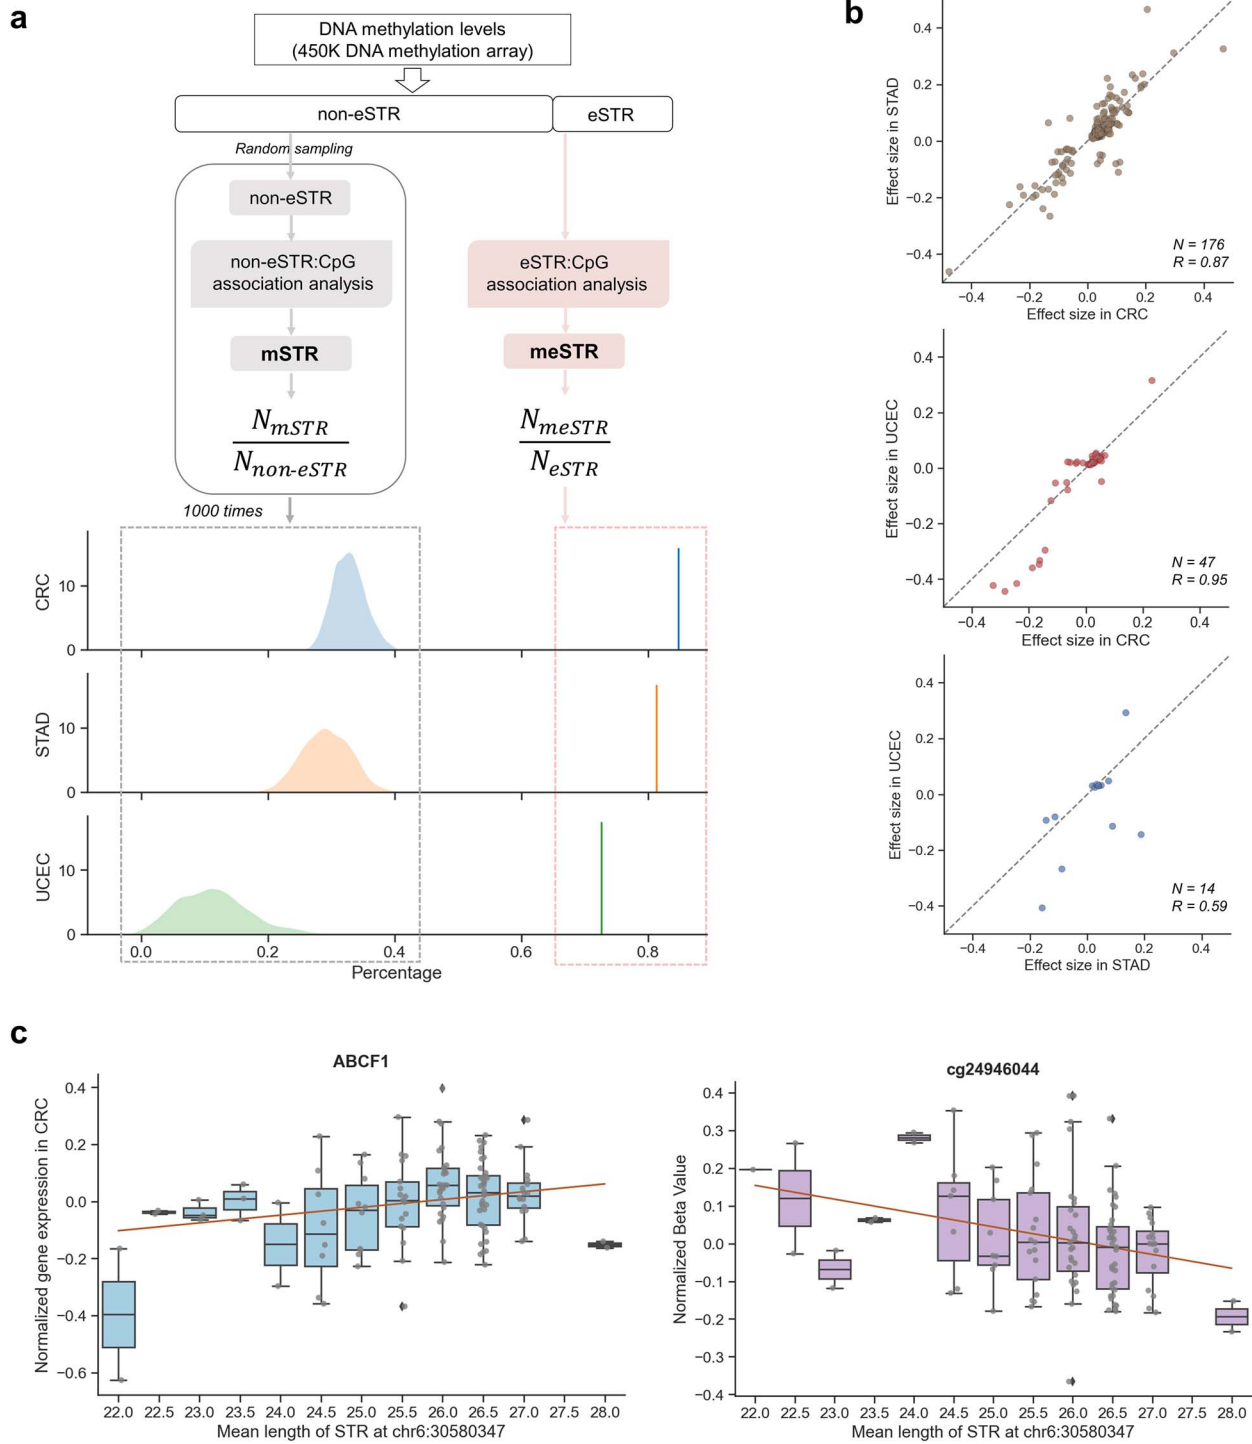 a
DNA methylation levels
(450K DNA methylation array)
non-eSTR
eSTR
Random sampling
non-eSTR
non-eSTR:CpG
association analysis
eSTR:CpG
association analysis
mSTR
meSTR
N_mSTR
N_non-eSTR
N_meSTR
N_eSTR
1000 times
CRC
10
0
STAD
10
0
UCEC
10
0
0.0 0.2 0.4 0.6 0.8
Percentage
b
Effect size in STAD
0.4
0.2
0.0
−0.2
−0.4
N = 176
R = 0.87
−0.4 −0.2 0.0 0.2 0.4
Effect size in CRC
Effect size in UCEC
0.4
0.2
0.0
−0.2
−0.4
N = 47
R = 0.95
−0.4 −0.2 0.0 0.2 0.4
Effect size in CRC
Effect size in UCEC
0.4
0.2
0.0
−0.2
−0.4
N = 14
R = 0.59
−0.4 −0.2 0.0 0.2 0.4
Effect size in STAD
c
ABCF1
Normalized gene expression in CRC
0.4
0.2
0.0
−0.2
−0.4
−0.6
22.0 22.5 23.0 23.5 24.0 24.5 25.0 25.5 26.0 26.5 27.0 27.5 28.0
Mean length of STR at chr6:30580347
cg24946044
Normalized Beta Value
0.4
0.3
0.2
0.1
0.0
−0.1
−0.2
−0.3
−0.4
22.0 22.5 23.0 23.5 24.0 24.5 25.0 25.5 26.0 26.5 27.0 27.5 28.0
Mean length of STR at chr6:30580347